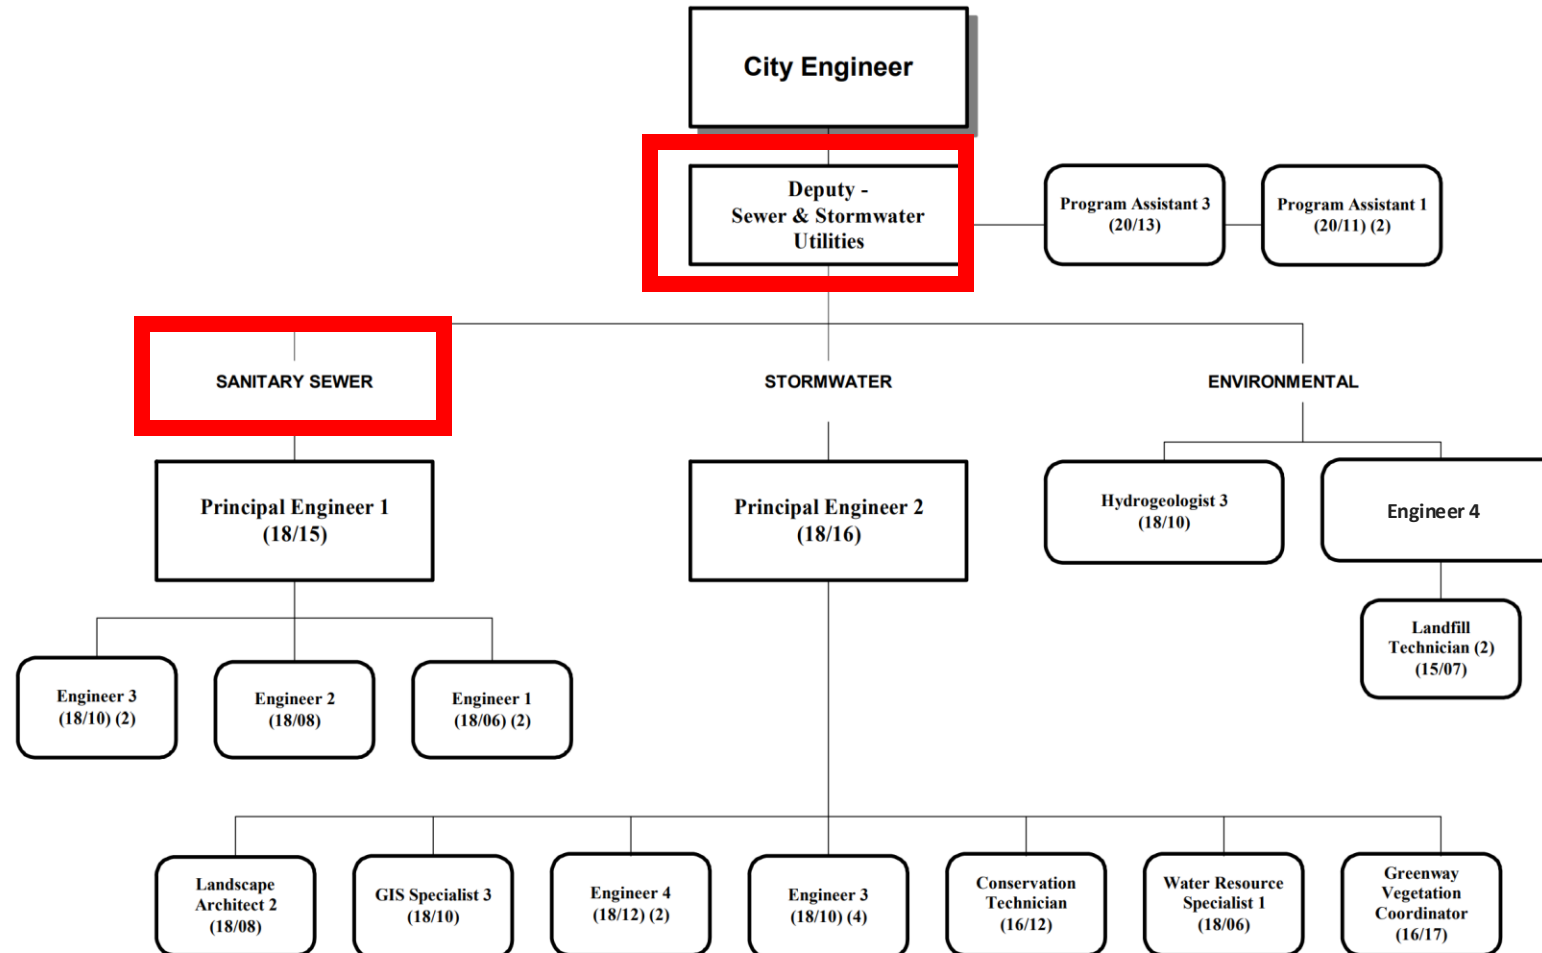 City Engineer
Deputy -
Sewer & Stormwater
Utilities
Program Assistant 3
(20/13)
Program Assistant 1
(20/11) (2)
SANITARY SEWER
STORMWATER
ENVIRONMENTAL
Principal Engineer 1
(18/15)
Principal Engineer 2
(18/16)
Hydrogeologist 3
(18/10)
Engineer 4
Landfill
Technician (2)
(15/07)
Engineer 3
(18/10) (2)
Engineer 2
(18/08)
Engineer 1
(18/06) (2)
Landscape
Architect 2
(18/08)
GIS Specialist 3
(18/10)
Engineer 4
(18/12) (2)
Engineer 3
(18/10) (4)
Conservation
Technician
(16/12)
Water Resource
Specialist 1
(18/06)
Greenway
Vegetation
Coordinator
(16/17)